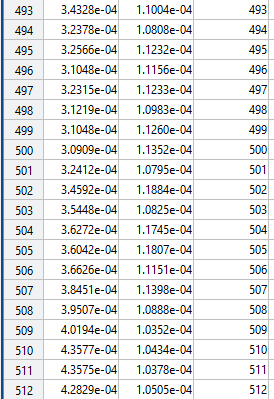 493 3.4328e-04 1.1004e-04 493
494 3.2378e-04 1.0808e-04 494
495 3.2566e-04 1.1232e-04 495
496 3.1048e-04 1.1156e-04 496
497 3.2315e-04 1.1233e-04 497
498 3.1219e-04 1.0983e-04 498
499 3.1048e-04 1.1260e-04 499
500 3.0909e-04 1.1352e-04 500
501 3.2412e-04 1.0795e-04 501
502 3.4592e-04 1.1884e-04 502
503 3.5448e-04 1.0825e-04 503
504 3.6272e-04 1.1745e-04 504
505 3.6042e-04 1.1807e-04 505
506 3.6626e-04 1.1151e-04 506
507 3.8451e-04 1.1398e-04 507
508 3.9507e-04 1.0888e-04 508
509 4.0194e-04 1.0352e-04 509
510 4.3577e-04 1.0434e-04 510
511 4.3575e-04 1.0378e-04 511
512 4.2829e-04 1.0505e-04 512